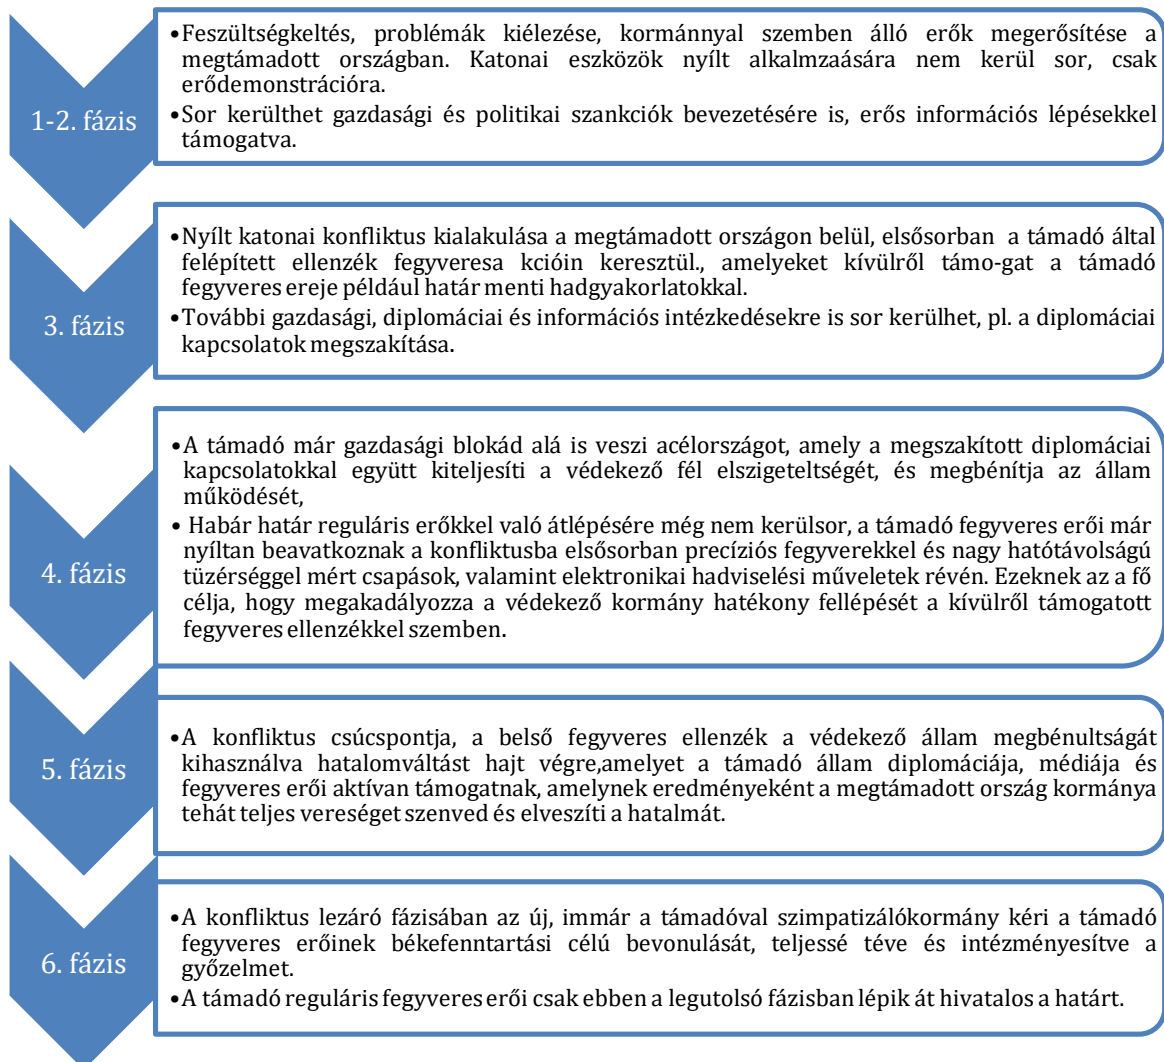 1-2. fázis
•Feszültségkeltés, problémák kiélezése, kormánnyal szemben álló erők megerősítése a
megtámadott országban. Katonai eszközök nyílt alkalmzaására nem kerül sor, csak
erődemonstrációra.
•Sor kerülthet gazdasági és politikai szankciók bevezetésére is, erős információs lépésekkel
támogatva.
3. fázis
•Nyílt katonai konfliktus kialakulása a megtámadott országon belül, elsősorban a támadó által
felépített ellenzék fegyveresa kcióin keresztül., amelyeket kívülről támo-gat a támadó
fegyveres ereje például határ menti hadgyakorlatokkal.
•További gazdasági, diplomáciai és információs intézkedésekre is sor kerülhet, pl. a diplomáciai
kapcsolatok megszakítása.
4. fázis
•A támadó már gazdasági blokád alá is veszi acélországot, amely a megszakított diplomáciai
kapcsolatokkal együtt kiteljesíti a védekező fél elszigeteltségét, és megbénítja az állam
működését,
• Habár határ reguláris erőkkel való átlépésére még nem kerülsor, a támadó fegyveres erői már
nyíltan beavatkoznak a konfliktusba elsősorban precíziós fegyverekkel és nagy hatótávolságú
tüzérséggel mért csapások, valamint elektronikai hadviselési műveletek révén. Ezeknek az a fő
célja, hogy megakadályozza a védekező kormány hatékony fellépését a kívülről támogatott
fegyveres ellenzékkel szemben.
5. fázis
•A konfliktus csúcspontja, a belső fegyveres ellenzék a védekező állam megbénultságát
kihasználva hatalomváltást hajt végre,amelyet a támadó állam diplomáciája, médiája és
fegyveres erői aktívan támogatnak, amelynek eredményeként a megtámadott ország kormánya
tehát teljes vereséget szenved és elveszíti a hatalmát.
6. fázis
•A konfliktus lezáró fázisában az új, immár a támadóval szimpatizálókormány kéri a támadó
fegyveres erőinek békefenntartási célú bevonulását, teljessé téve és intézményesítve a
győzelmet.
•A támadó reguláris fegyveres erői csak ebben a legutolsó fázisban lépik át hivatalos a határt.